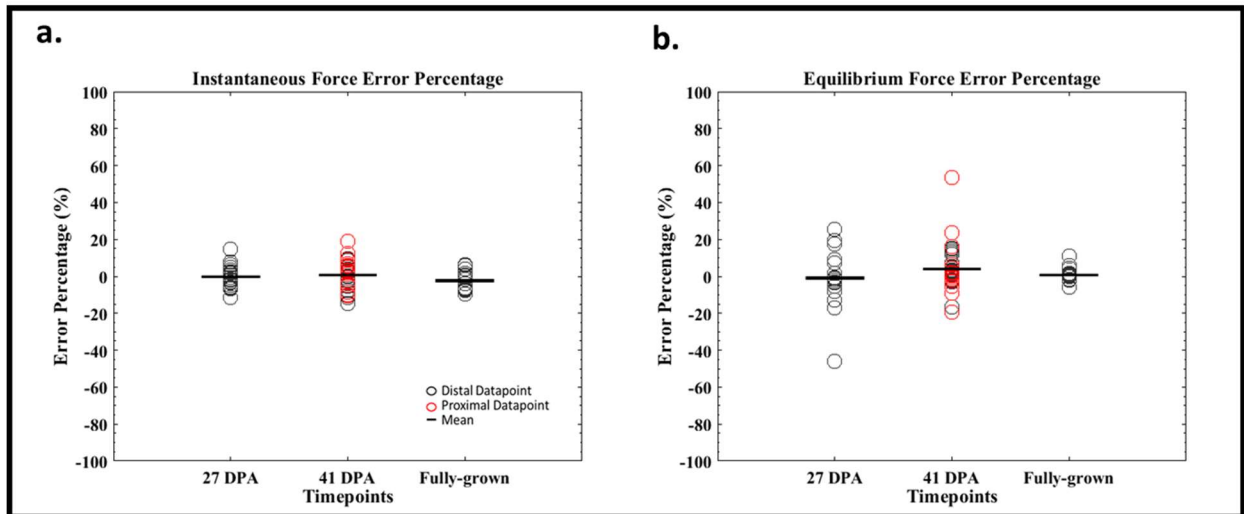 a.
Instantaneous Force Error Percentage
Error Percentage (%)
100
80
60
40
20
0
-20
-40
-60
-80
-100
Distal Datapoint
Proximal Datapoint
Mean
27 DPA 41 DPA Fully-grown
Timepoints
b.
Equilibrium Force Error Percentage
Error Percentage (%)
100
80
60
40
20
0
-20
-40
-60
-80
-100
27 DPA 41 DPA Fully-grown
Timepoints